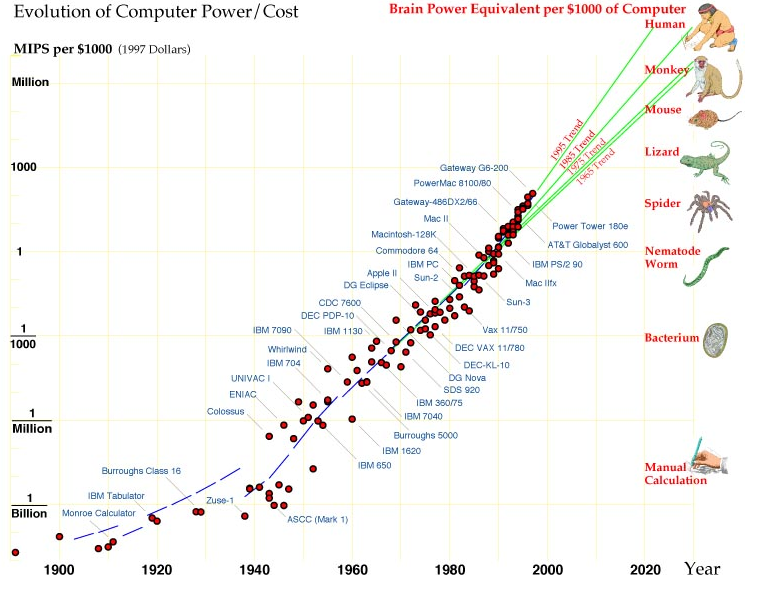 Evolution of Computer Power/Cost
Brain Power Equivalent per $1000 of Computer
Human
MIPS per $1000 (1997 Dollars)
Monkey
Million
Mouse
1995 Trend
1985 Trend
1975 Trend
1965 Trend
Lizard
1000
Gateway G6-200
PowerMac 8100/80
Gateway-486DX2/66
Spider
Mac II
Power Tower 180e
Macintosh-128K
AT&T Globalyst 600
Commodore 64
1
Nematode
Worm
IBM PC
IBM PS/2 90
Apple II
Sun-2
Mac IIfx
DG Eclipse
CDC 7600
Sun-3
DEC PDP-10
IBM 7090
IBM 1130
Vax 11/750
1
1000
Bacterium
Whirlwind
DEC VAX 11/780
IBM 704
DEC-KL-10
UNIVAC I
DG Nova
SDS 920
ENIAC
IBM 360/75
Colossus
IBM 7040
1
Million
Burroughs 5000
IBM 1620
IBM 650
Manual
Calculation
Burroughs Class 16
IBM Tabulator
Zuse-1
1
Billion
Monroe Calculator
ASCC (Mark 1)
1900
1920
1940
1960
1980
2000
2020
Year